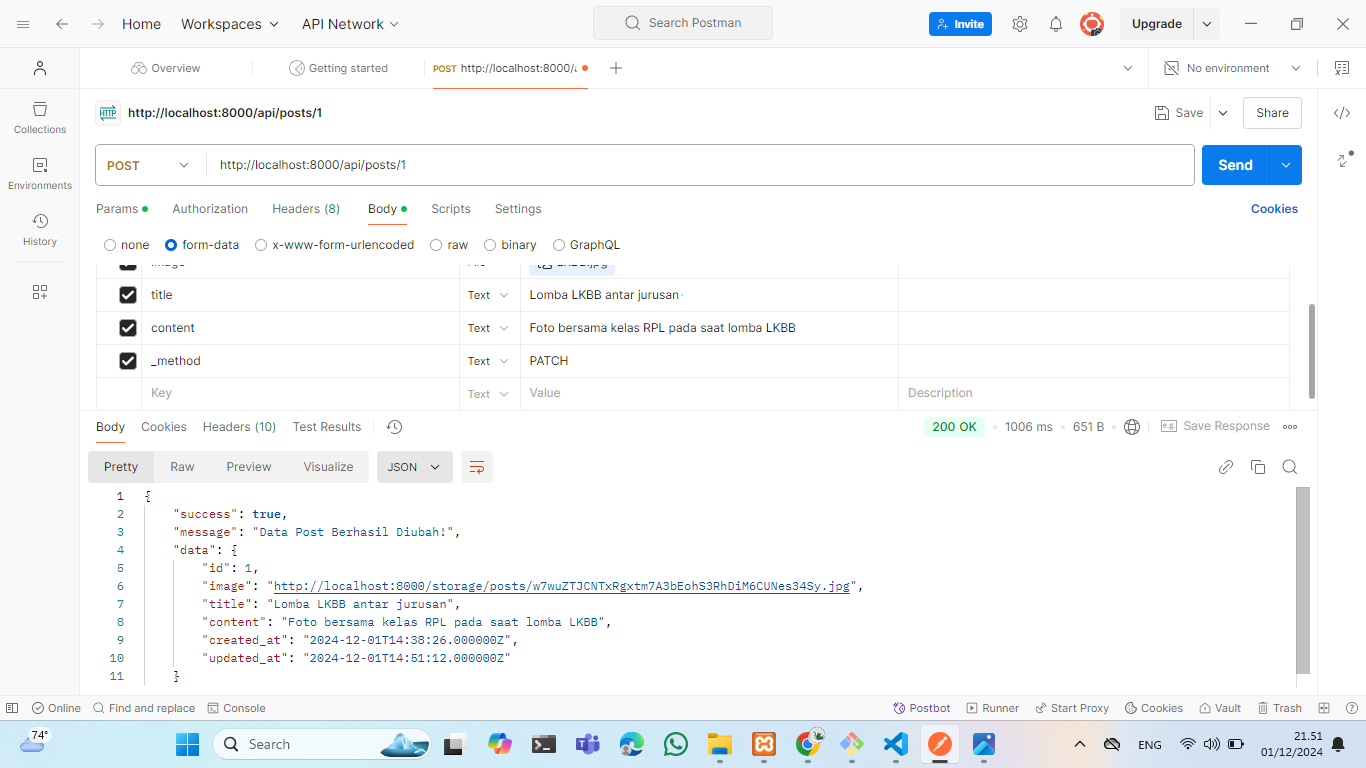 Home Workspaces API Network Search Postman Invite Upgrade
Overview Getting started POST http://localhost:8000/a No environment
HTTP http://localhost:8000/api/posts/1 Save Share
Collections
POST http://localhost:8000/api/posts/1 Send
Environments
Params Authorization Headers (8) Body Scripts Settings Cookies
History
none form-data x-www-form-urlencoded raw binary GraphQL
title Text Lomba LKBB antar jurusan
content Text Foto bersama kelas RPL pada saat lomba LKBB
_method Text PATCH
Key Text Value Description
Body Cookies Headers (10) Test Results 200 OK 1006 ms 651 B e.g. Save Response
Pretty Raw Preview Visualize JSON
1 {
2 "success": true,
3 "message": "Data Post Berhasil Diubah!",
4 "data": {
5 "id": 1,
6 "image": "http://localhost:8000/storage/posts/w7wuZTJCNTxRgxtm7A3bEohS3RhDiM6CUNes34Sy.jpg",
7 "title": "Lomba LKBB antar jurusan",
8 "content": "Foto bersama kelas RPL pada saat lomba LKBB",
9 "created_at": "2024-12-01T14:38:26.000000Z",
10 "updated_at": "2024-12-01T14:51:12.000000Z"
11 }
Online Find and replace Console Postbot Runner Start Proxy Cookies Vault Trash
74° Search ENG 21.51
01/12/2024